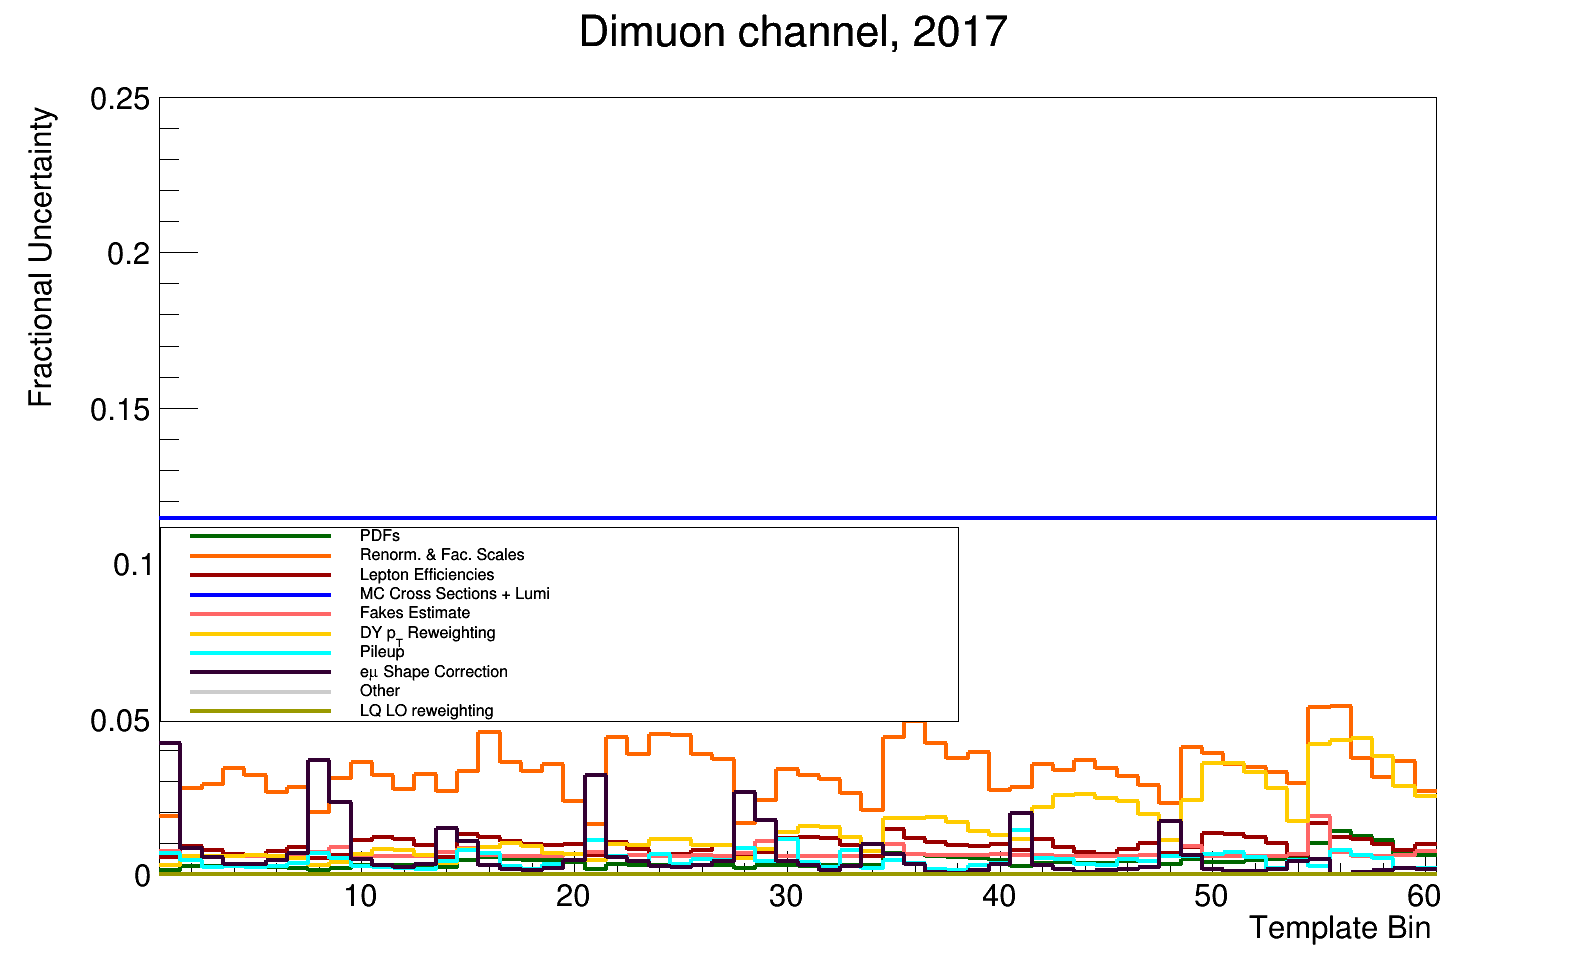 Dimuon channel, 2017
Fractional Uncertainty
0.25
0.2
0.15
0.1
0.05
0
PDFs
Renorm. & Fac. Scales
Lepton Efficiencies
MC Cross Sections + Lumi
Fakes Estimate
DY pT Reweighting
Pileup
eμ Shape Correction
Other
LQ LO reweighting
10 20 30 40 50 60
Template Bin